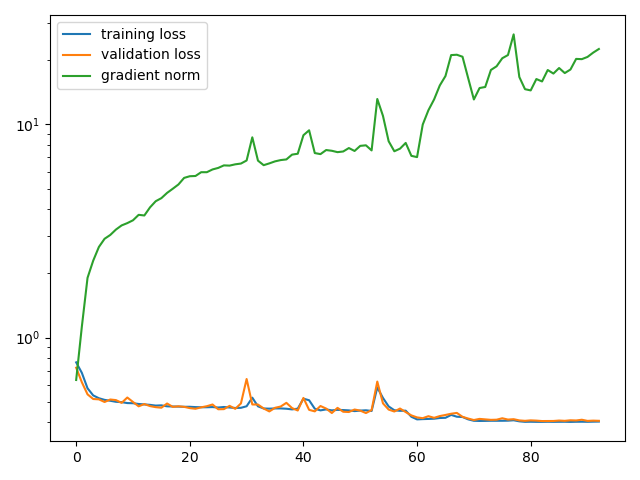 training loss
validation loss
gradient norm
10¹
10⁰
0 20 40 60 80